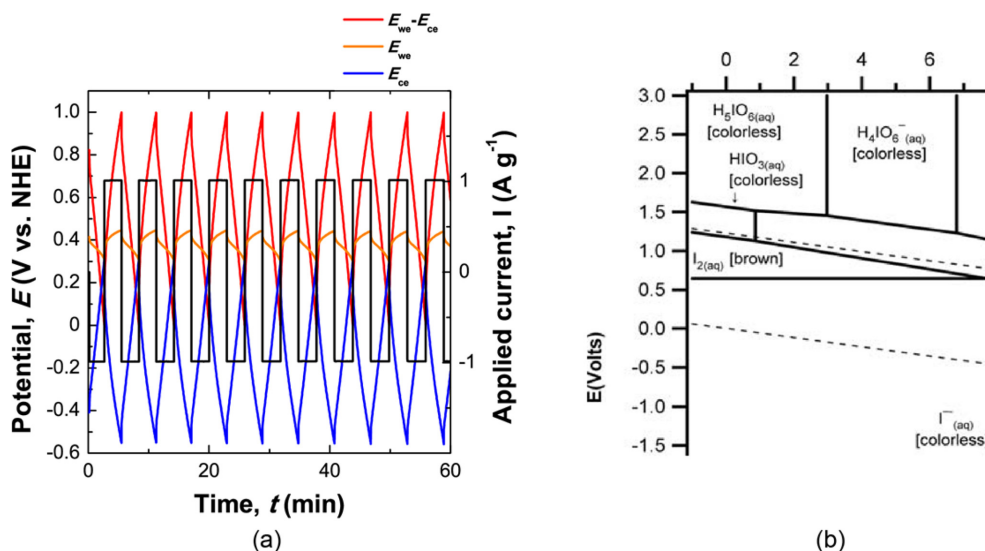 E_we-E_ce
E_we
E_ce
Potential, E (V vs. NHE)
1.0
0.8
0.6
0.4
0.2
0
-0.2
-0.4
-0.6
1
0
-1
Applied current, I (A g⁻¹)
0 20 40 60
Time, t (min)
(a)
0 2 4 6
E(Volts)
3.0
2.5
2.0
1.5
1.0
0.5
0.0
-0.5
-1.0
-1.5
H₅IO₆(aq)
[colorless]
H₄IO₆⁻(aq)
[colorless]
HIO₃(aq)
[colorless]
I₂(aq) [brown]
I⁻(aq)
[colorless
(b)